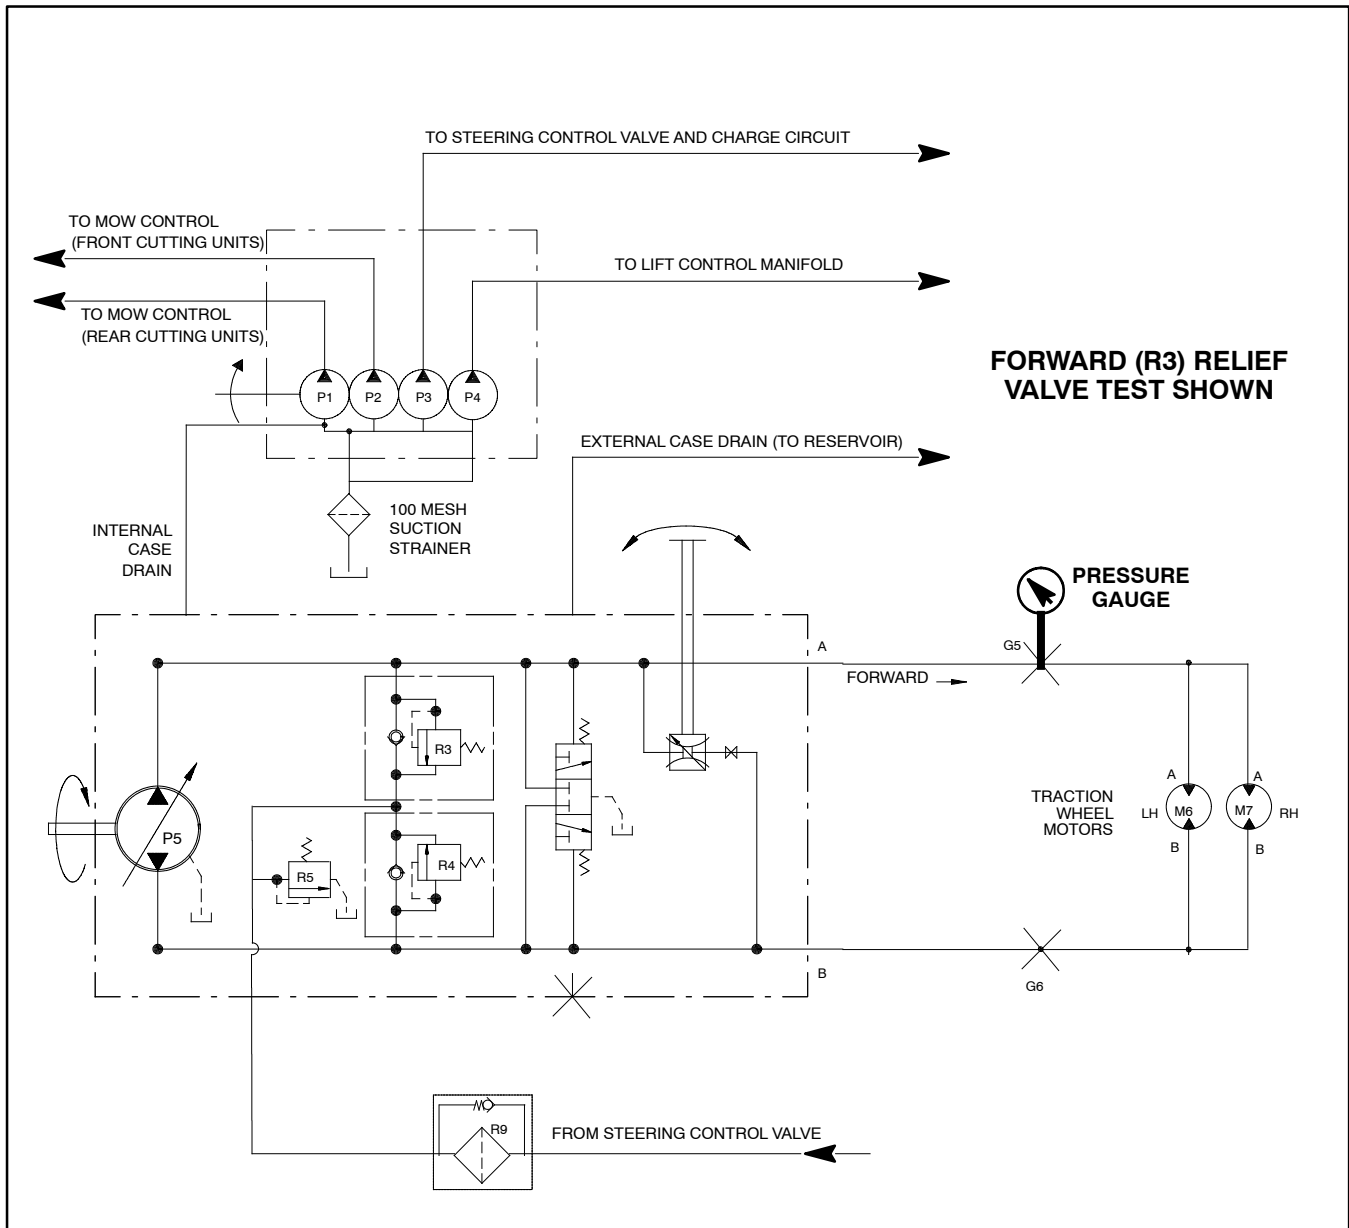 TO STEERING CONTROL VALVE AND CHARGE CIRCUIT
TO MOW CONTROL
(FRONT CUTTING UNITS)
TO LIFT CONTROL MANIFOLD
TO MOW CONTROL
(REAR CUTTING UNITS)
FORWARD (R3) RELIEF
VALVE TEST SHOWN
P1
P2
P3
P4
EXTERNAL CASE DRAIN (TO RESERVOIR)
100 MESH
SUCTION
STRAINER
INTERNAL
CASE
DRAIN
PRESSURE
GAUGE
G5
A
FORWARD
R3
P5
R5
R4
TRACTION
WHEEL
MOTORS
LH
A
M6
B
A
M7
B
RH
B
G6
R9
FROM STEERING CONTROL VALVE